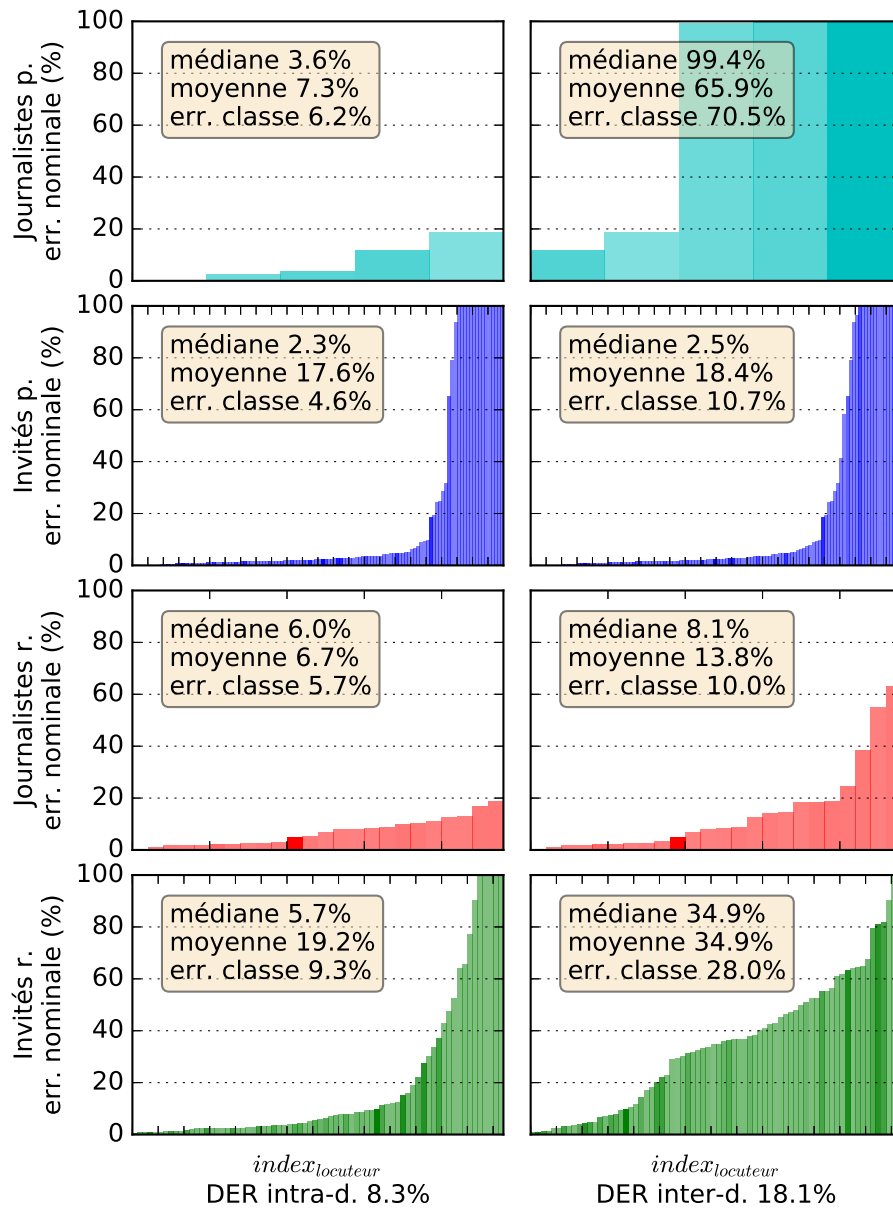 Journalistes p.
err. nominale (%)
100
80
60
40
20
0
médiane 3.6%
moyenne 7.3%
err. classe 6.2%
médiane 99.4%
moyenne 65.9%
err. classe 70.5%
Invités p.
err. nominale (%)
100
80
60
40
20
0
médiane 2.3%
moyenne 17.6%
err. classe 4.6%
médiane 2.5%
moyenne 18.4%
err. classe 10.7%
Journalistes r.
err. nominale (%)
100
80
60
40
20
0
médiane 6.0%
moyenne 6.7%
err. classe 5.7%
médiane 8.1%
moyenne 13.8%
err. classe 10.0%
Invités r.
err. nominale (%)
100
80
60
40
20
0
médiane 5.7%
moyenne 19.2%
err. classe 9.3%
médiane 34.9%
moyenne 34.9%
err. classe 28.0%
index_locuteur
DER intra-d. 8.3%
index_locuteur
DER inter-d. 18.1%